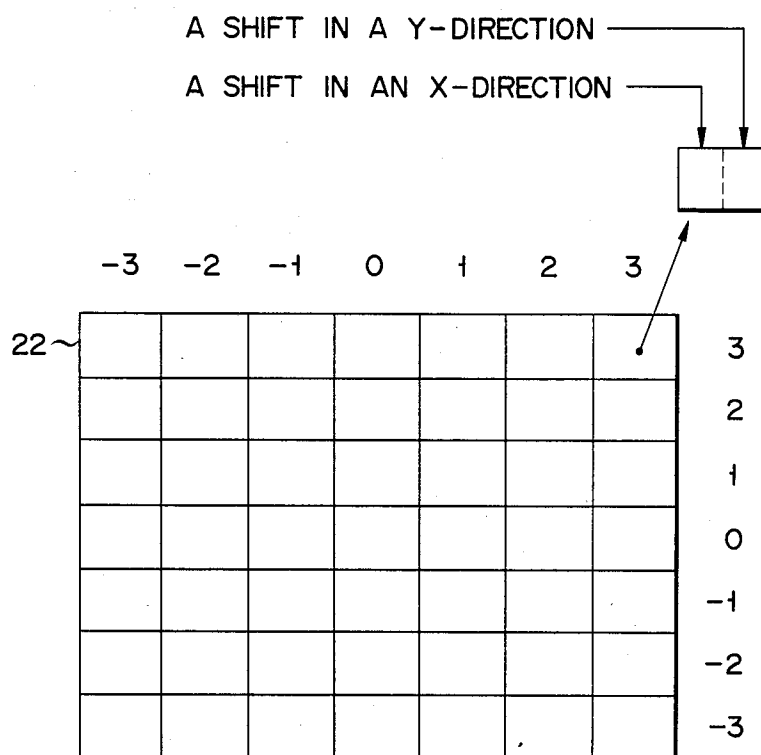 A SHIFT IN A Y-DIRECTION
A SHIFT IN AN X-DIRECTION
-3 -2 -1 0 1 2 3
22
3
2
1
0
-1
-2
-3